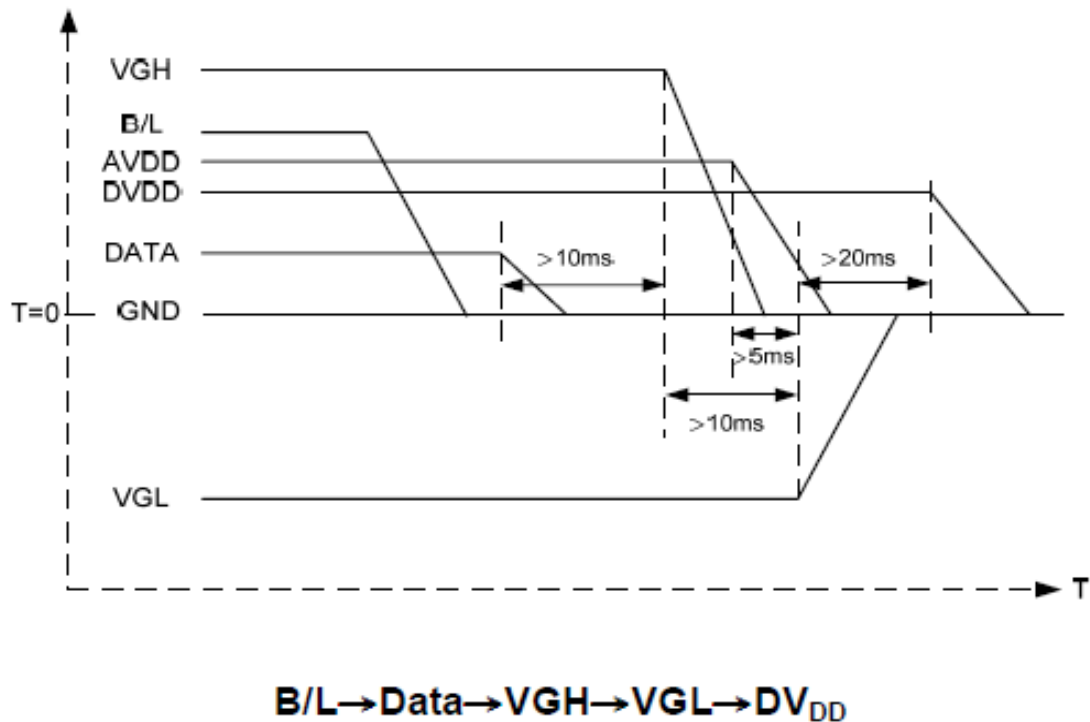 VGH
B/L
AVDD
DVDD
DATA
>10ms
>20ms
T=0
GND
>5ms
>10ms
VGL
T
B/L→Data→VGH→VGL→DVDD